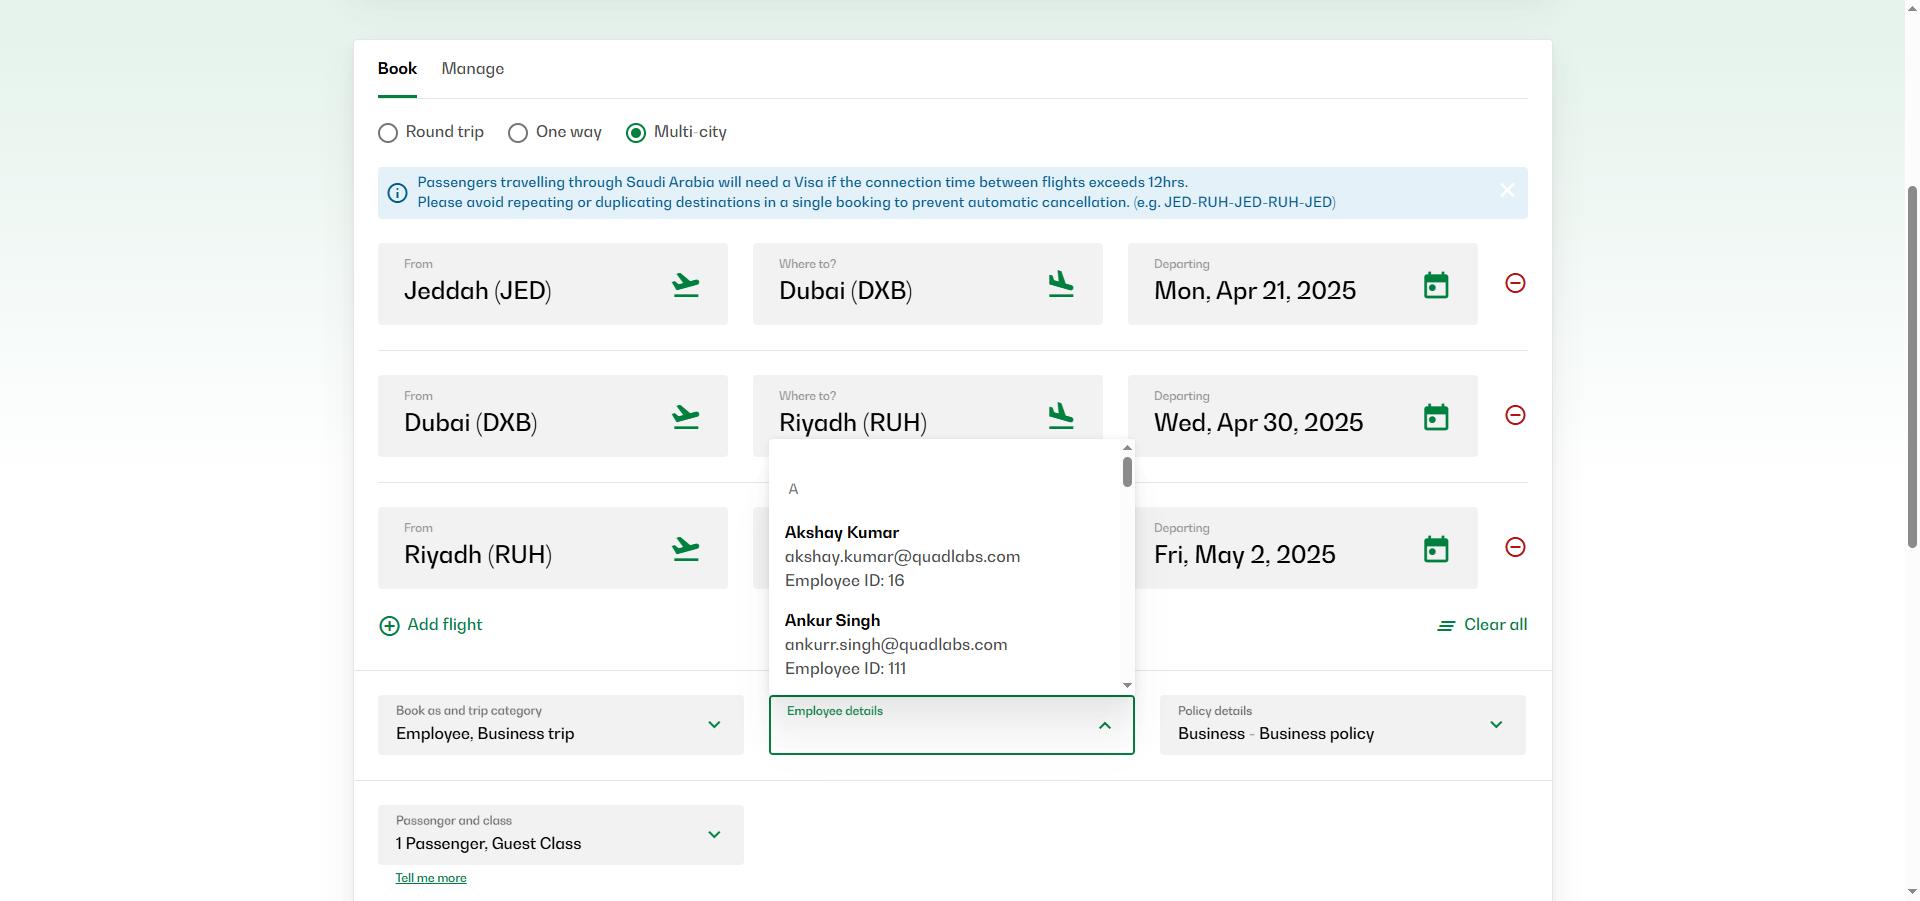 Book
Manage
Round trip
One way
Multi-city
Passengers travelling through Saudi Arabia will need a Visa if the connection time between flights exceeds 12hrs.
Please avoid repeating or duplicating destinations in a single booking to prevent automatic cancellation. (e.g. JED-RUH-JED-RUH-JED)
From
Jeddah (JED)
Where to?
Dubai (DXB)
Departing
Mon, Apr 21, 2025
From
Dubai (DXB)
Where to?
Riyadh (RUH)
Departing
Wed, Apr 30, 2025
From
Riyadh (RUH)
Departing
Fri, May 2, 2025
A
Akshay Kumar
akshay.kumar@quadlabs.com
Employee ID: 16
Ankur Singh
ankurr.singh@quadlabs.com
Employee ID: 111
Add flight
Clear all
Book as and trip category
Employee, Business trip
Employee details
Policy details
Business - Business policy
Passenger and class
1 Passenger, Guest Class
Tell me more